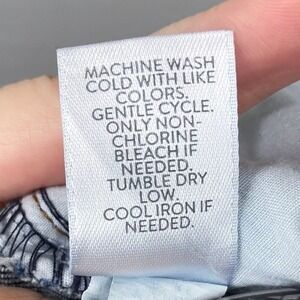 MACHINE WASH
COLD WITH LIKE
COLORS.
GENTLE CYCLE.
ONLY NON-
CHLORINE
BLEACH IF
NEEDED.
TUMBLE DRY
LOW.
COOL IRON IF
NEEDED.